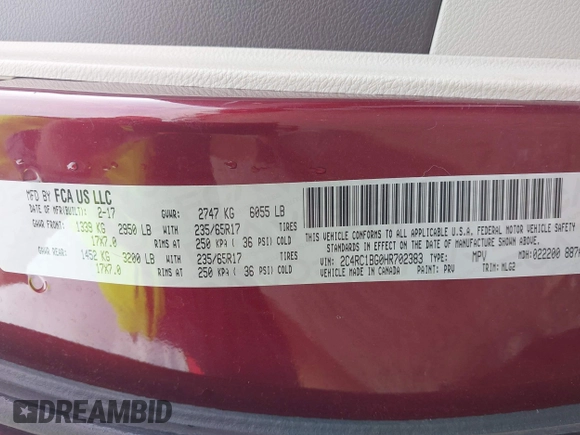 MFD BY FCA US LLC
DATE OF MFR(BUILT): 2-17 GVWR: 2747 KG 6055 LB
GAWR FRONT: 1339 KG 2950 LB WITH 235/65R17 TIRES
17X7.0 RIMS AT 250 KPA ( 36 PSI) COLD
GAWR REAR: 1452 KG 3200 LB WITH 235/65R17 TIRES
17X7.0 RIMS AT 250 KPA ( 36 PSI) COLD
THIS VEHICLE CONFORMS TO ALL APPLICABLE U.S.A. FEDERAL MOTOR VEHICLE SAFETY
STANDARDS IN EFFECT ON THE DATE OF MANUFACTURE SHOWN ABOVE.
VIN: 2C4RC1BG0HR702383 TYPE: MPV MDH: 022200
MADE IN CANADA PAINT: PRV TRIM: MLG2
DREAMBID